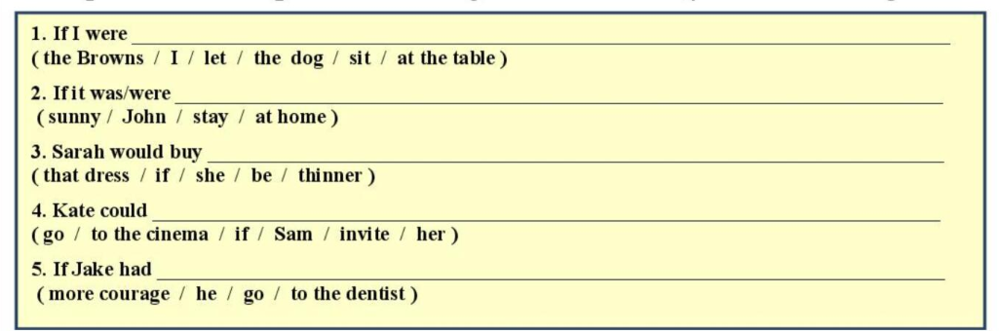 1. If I were
( the Browns / I / let / the dog / sit / at the table )
2. If it was/were
( sunny / John / stay / at home )
3. Sarah would buy
( that dress / if / she / be / thinner )
4. Kate could
( go / to the cinema / if / Sam / invite / her )
5. If Jake had
( more courage / he / go / to the dentist )